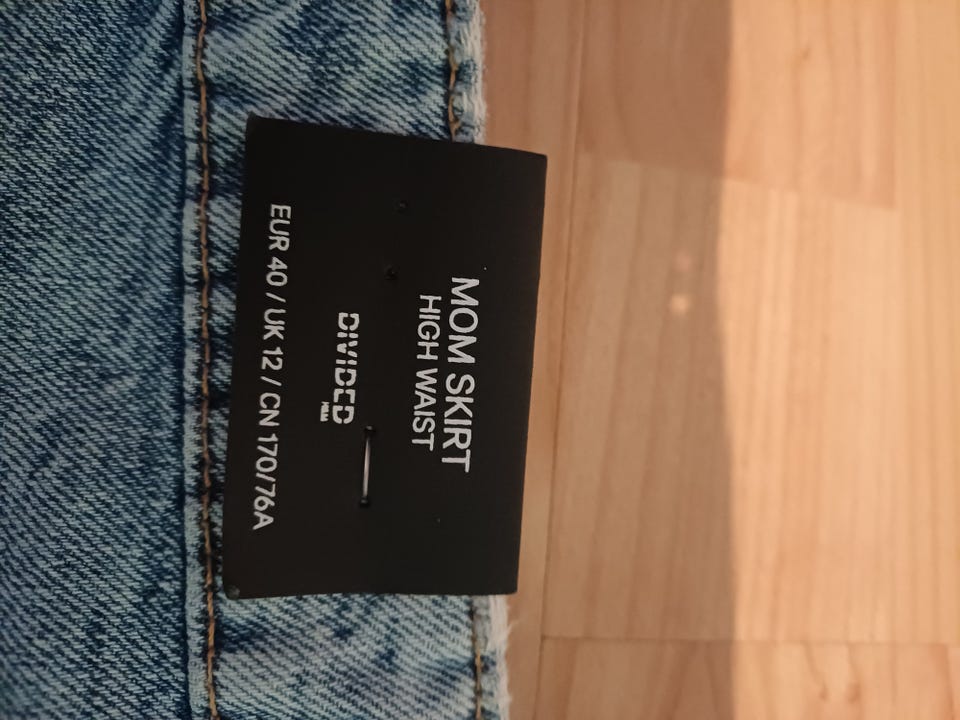 MOM SKIRT
HIGH WAIST
DIVIDED
H&M
EUR 40 / UK 12 / CN 170/76A